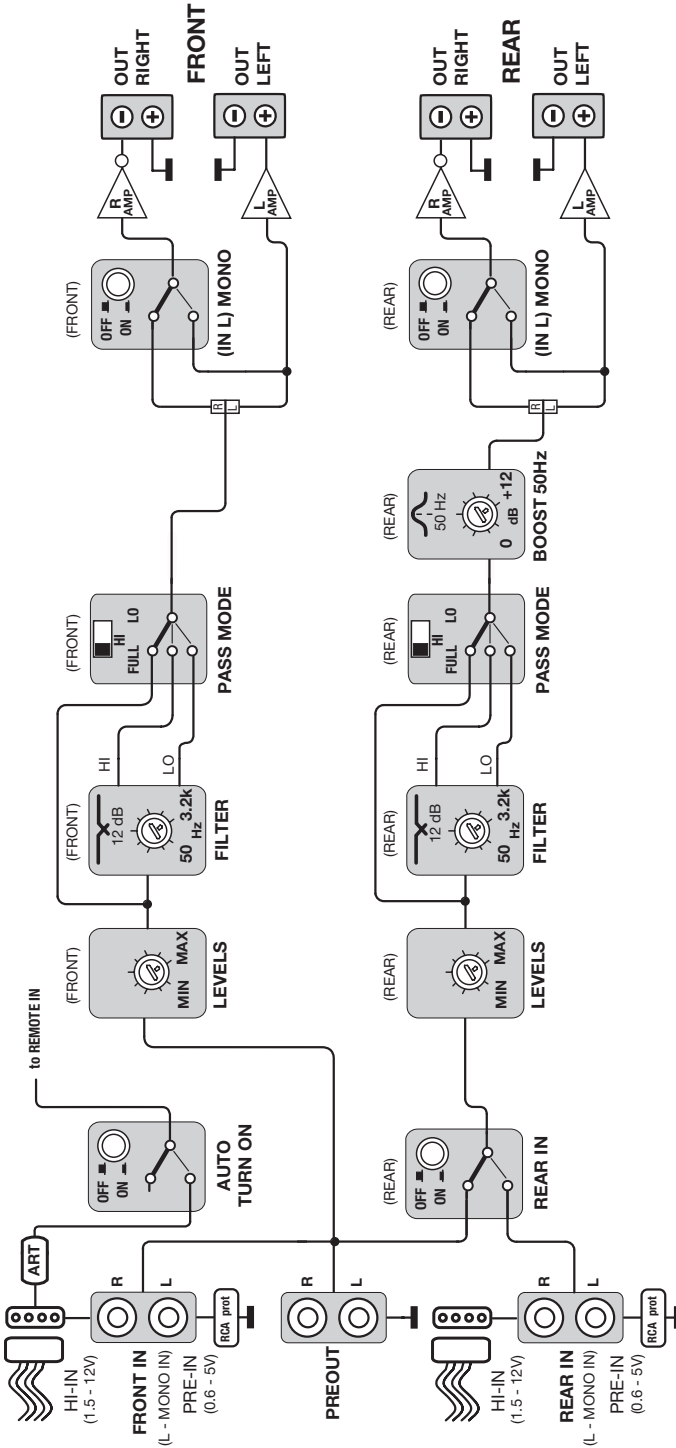 HI-IN
(1.5 - 12V)
ART
to REMOTE IN
FRONT IN
(L - MONO IN)
PRE-IN
(0.6 - 5V)
R
L
RCA prot
OFF
ON
AUTO
TURN ON
(FRONT)
MIN
MAX
LEVELS
(FRONT)
12 dB
50
Hz
3.2k
FILTER
HI
LO
(FRONT)
FULL
HI
LO
PASS MODE
R
L
(FRONT)
OFF
ON
(IN L) MONO
R
AMP
L
AMP
OUT
RIGHT
FRONT
OUT
LEFT
PREOUT
R
L
HI-IN
(1.5 - 12V)
REAR IN
(L - MONO IN)
PRE-IN
(0.6 - 5V)
R
L
RCA prot
(REAR)
OFF
ON
REAR IN
(REAR)
MIN
MAX
LEVELS
(REAR)
12 dB
50
Hz
3.2k
FILTER
HI
LO
(REAR)
FULL
HI
LO
PASS MODE
(REAR)
50 Hz
0
dB
+12
BOOST 50Hz
R
L
(REAR)
OFF
ON
(IN L) MONO
R
AMP
L
AMP
OUT
RIGHT
REAR
OUT
LEFT